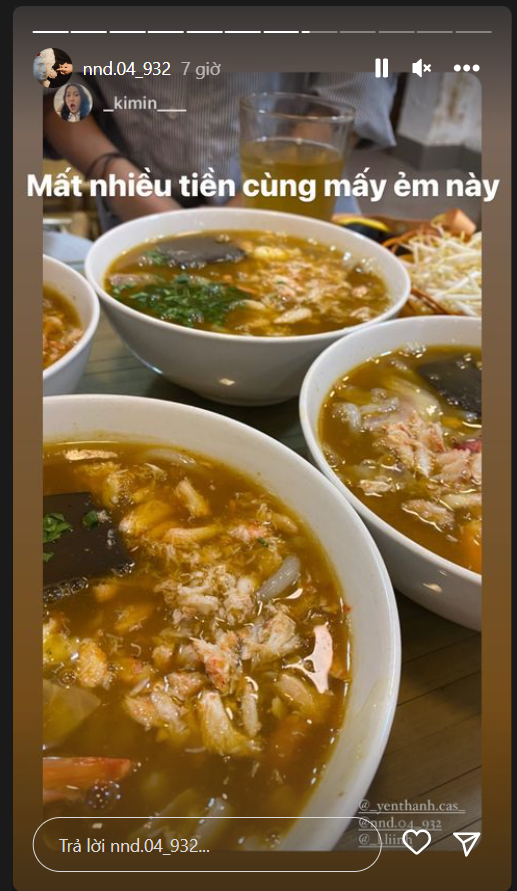 nnd.04_932 7 giờ
_kimin___
Mất nhiều tiền cùng mấy ẻm này
@_yenthanh.cas_
@nnd.04_932
Trả lời nnd.04_932...